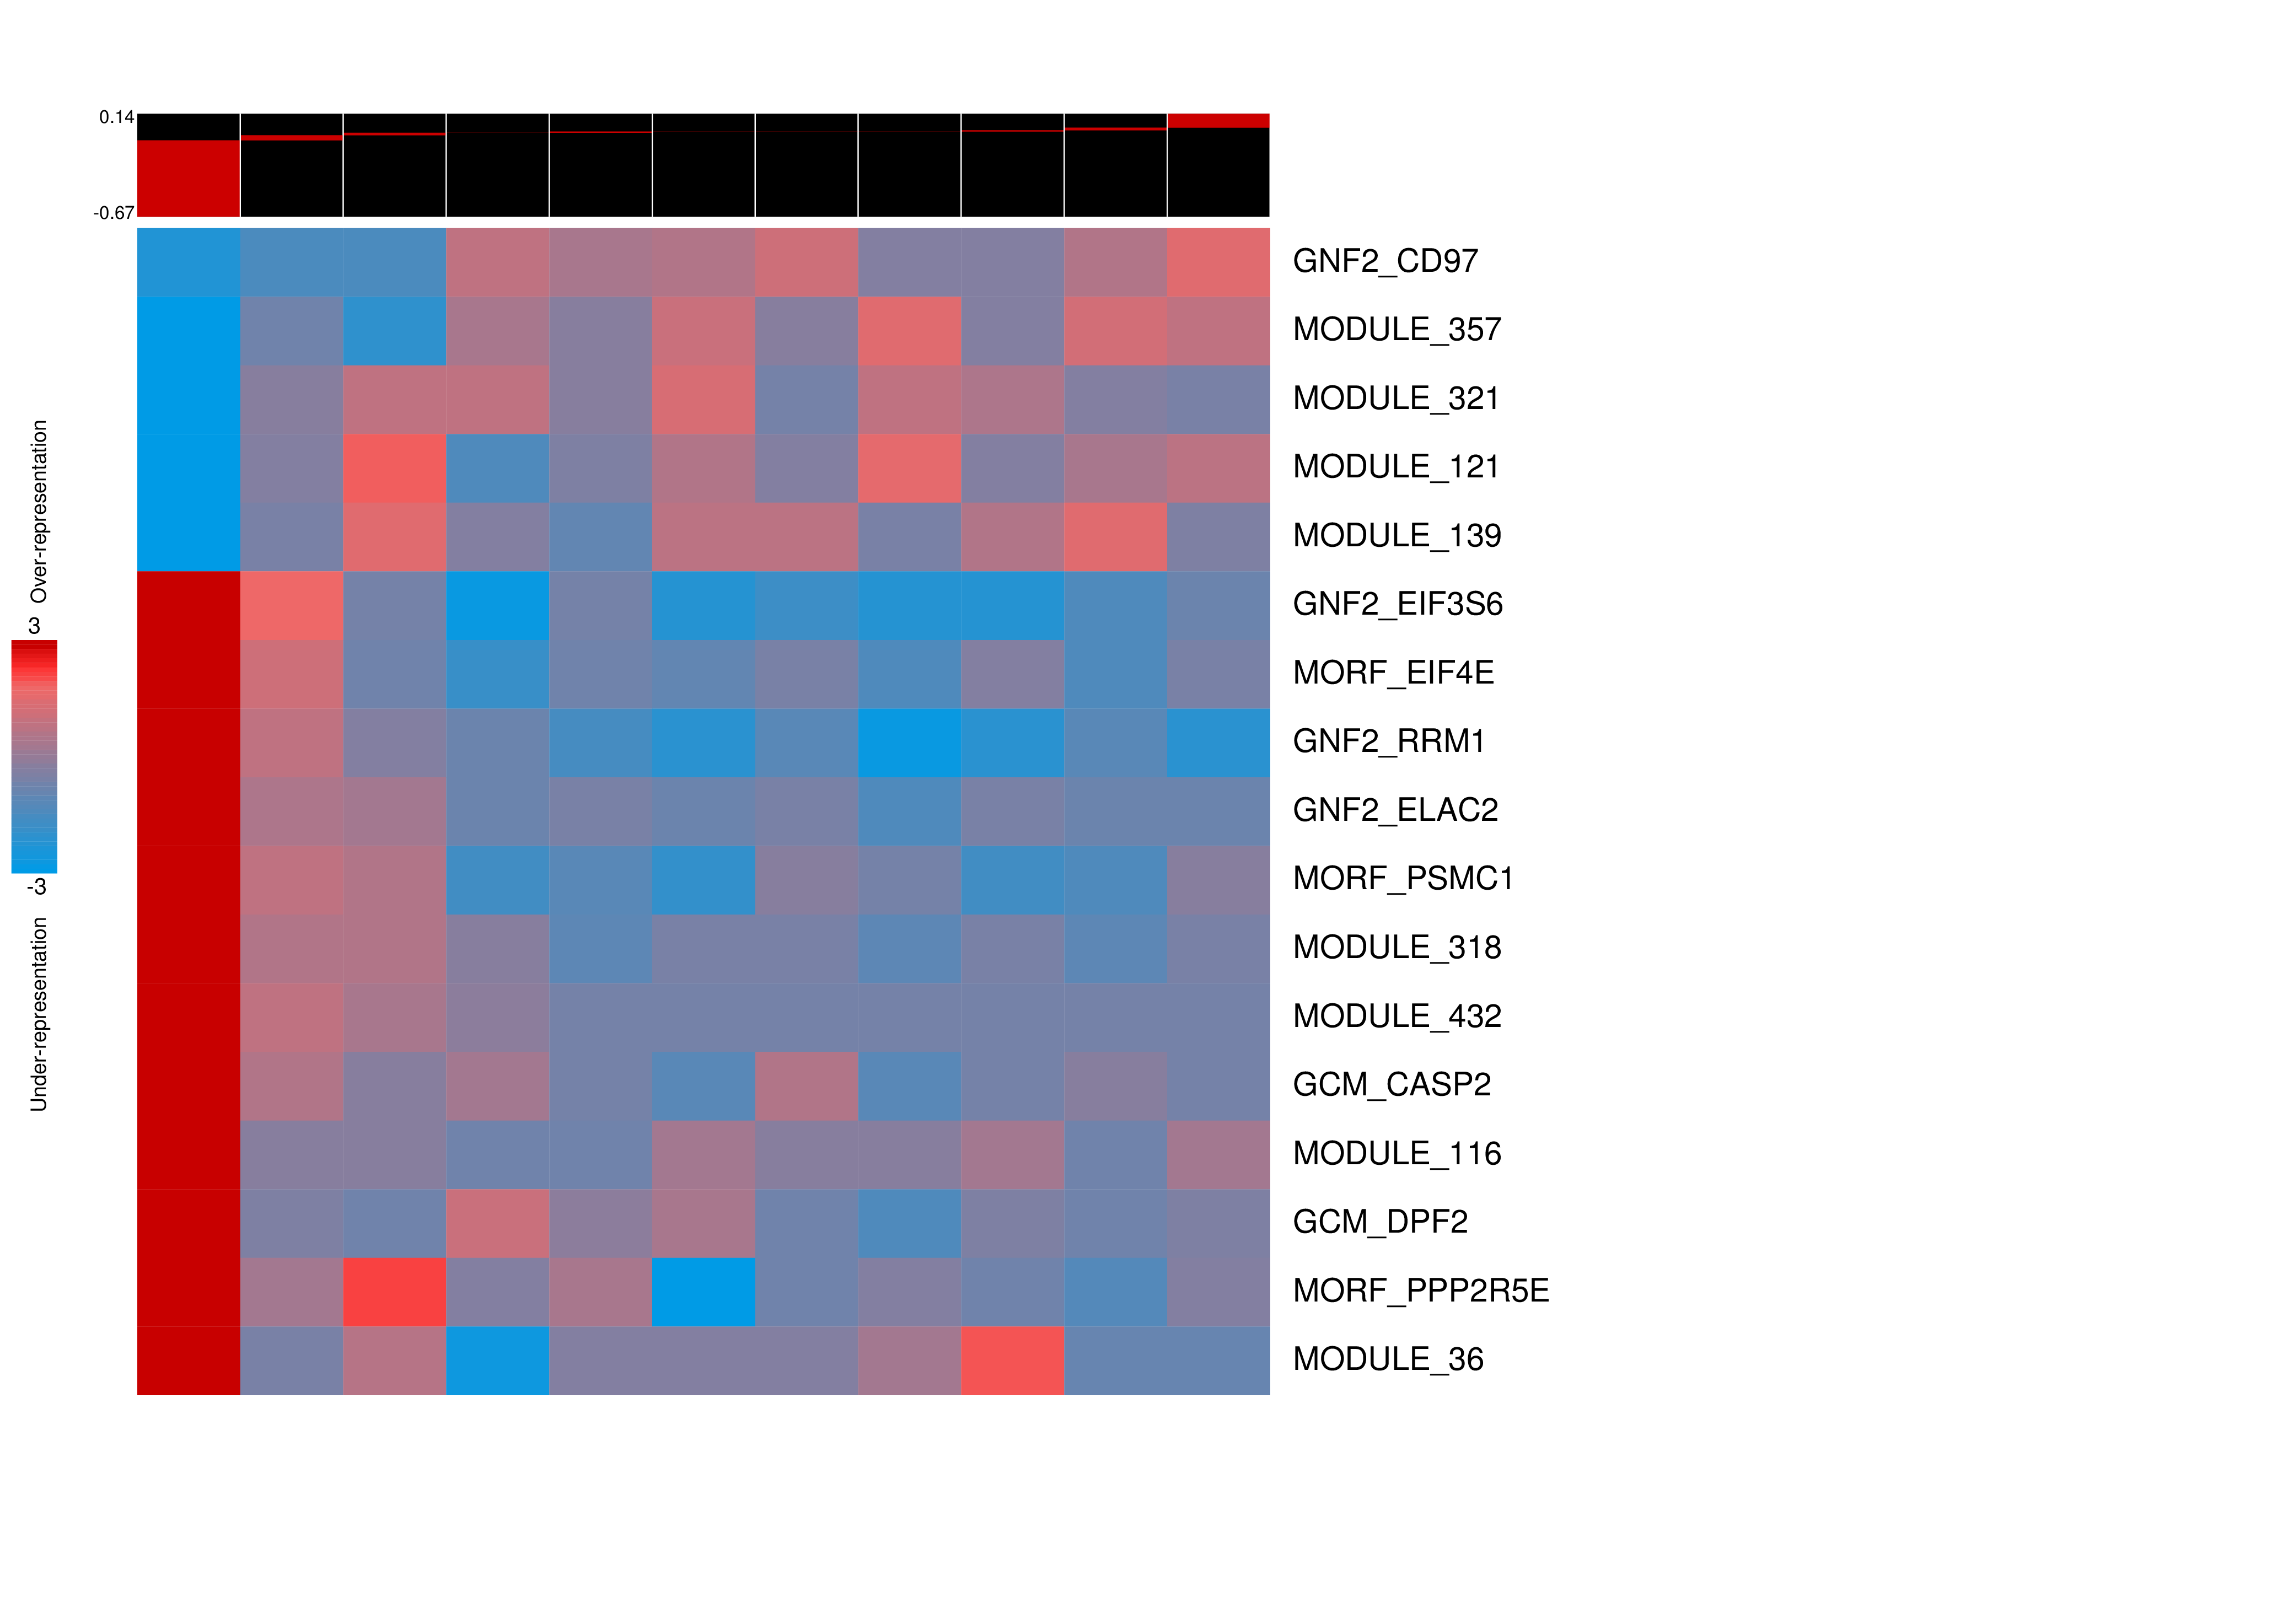 0.14
-0.67
GNF2_CD97
MODULE_357
MODULE_321
MODULE_121
MODULE_139
GNF2_EIF3S6
MORF_EIF4E
GNF2_RRM1
GNF2_ELAC2
MORF_PSMC1
MODULE_318
MODULE_432
GCM_CASP2
MODULE_116
GCM_DPF2
MORF_PPP2R5E
MODULE_36
Over-representation
3
-3
Under-representation